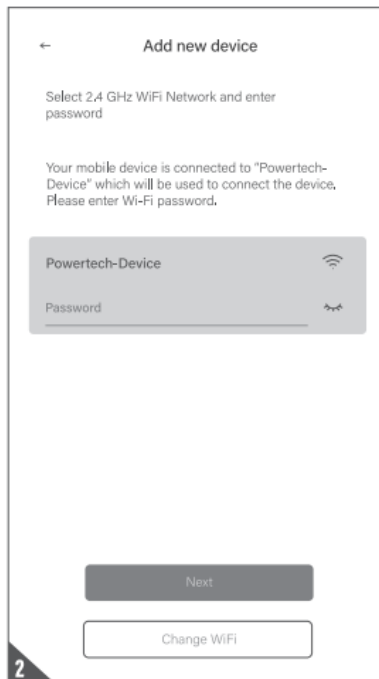 ← Add new device
Select 2.4 GHz WiFi Network and enter
password
Your mobile device is connected to "Powertech-
Device" which will be used to connect the device.
Please enter Wi-Fi password.
Powertech-Device
Password
Next
Change WiFi
2